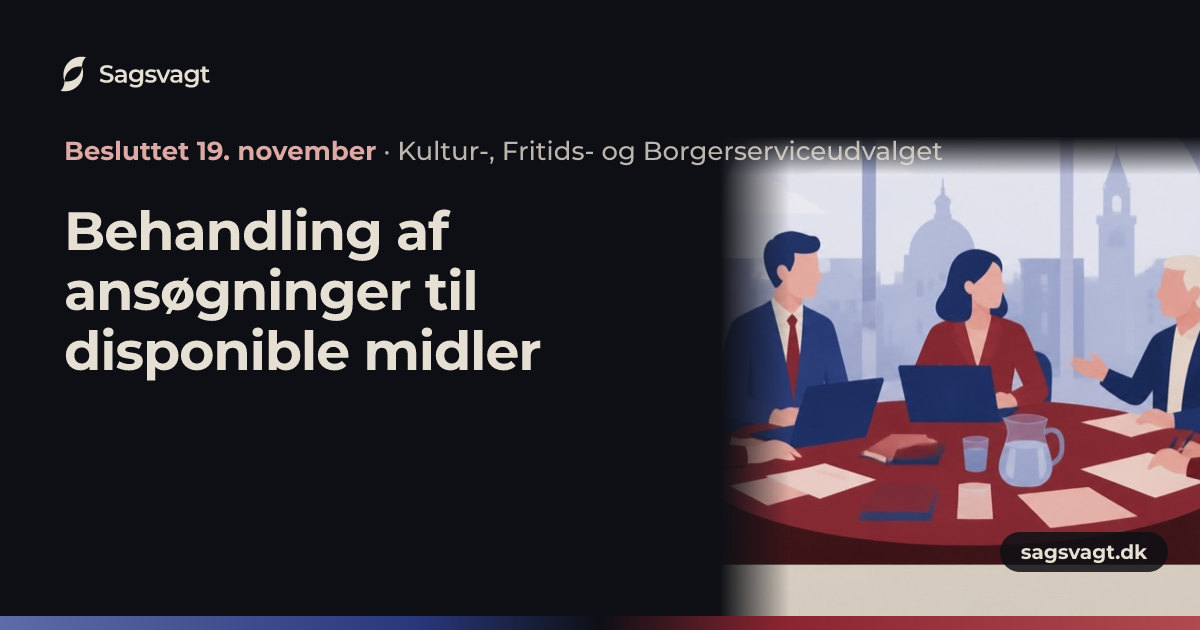 Sagsvagt
Besluttet 19. november · Kultur-, Fritids- og Borgerserviceudvalget
Behandling af
ansøgninger til
disponible midler
sagsvagt.dk